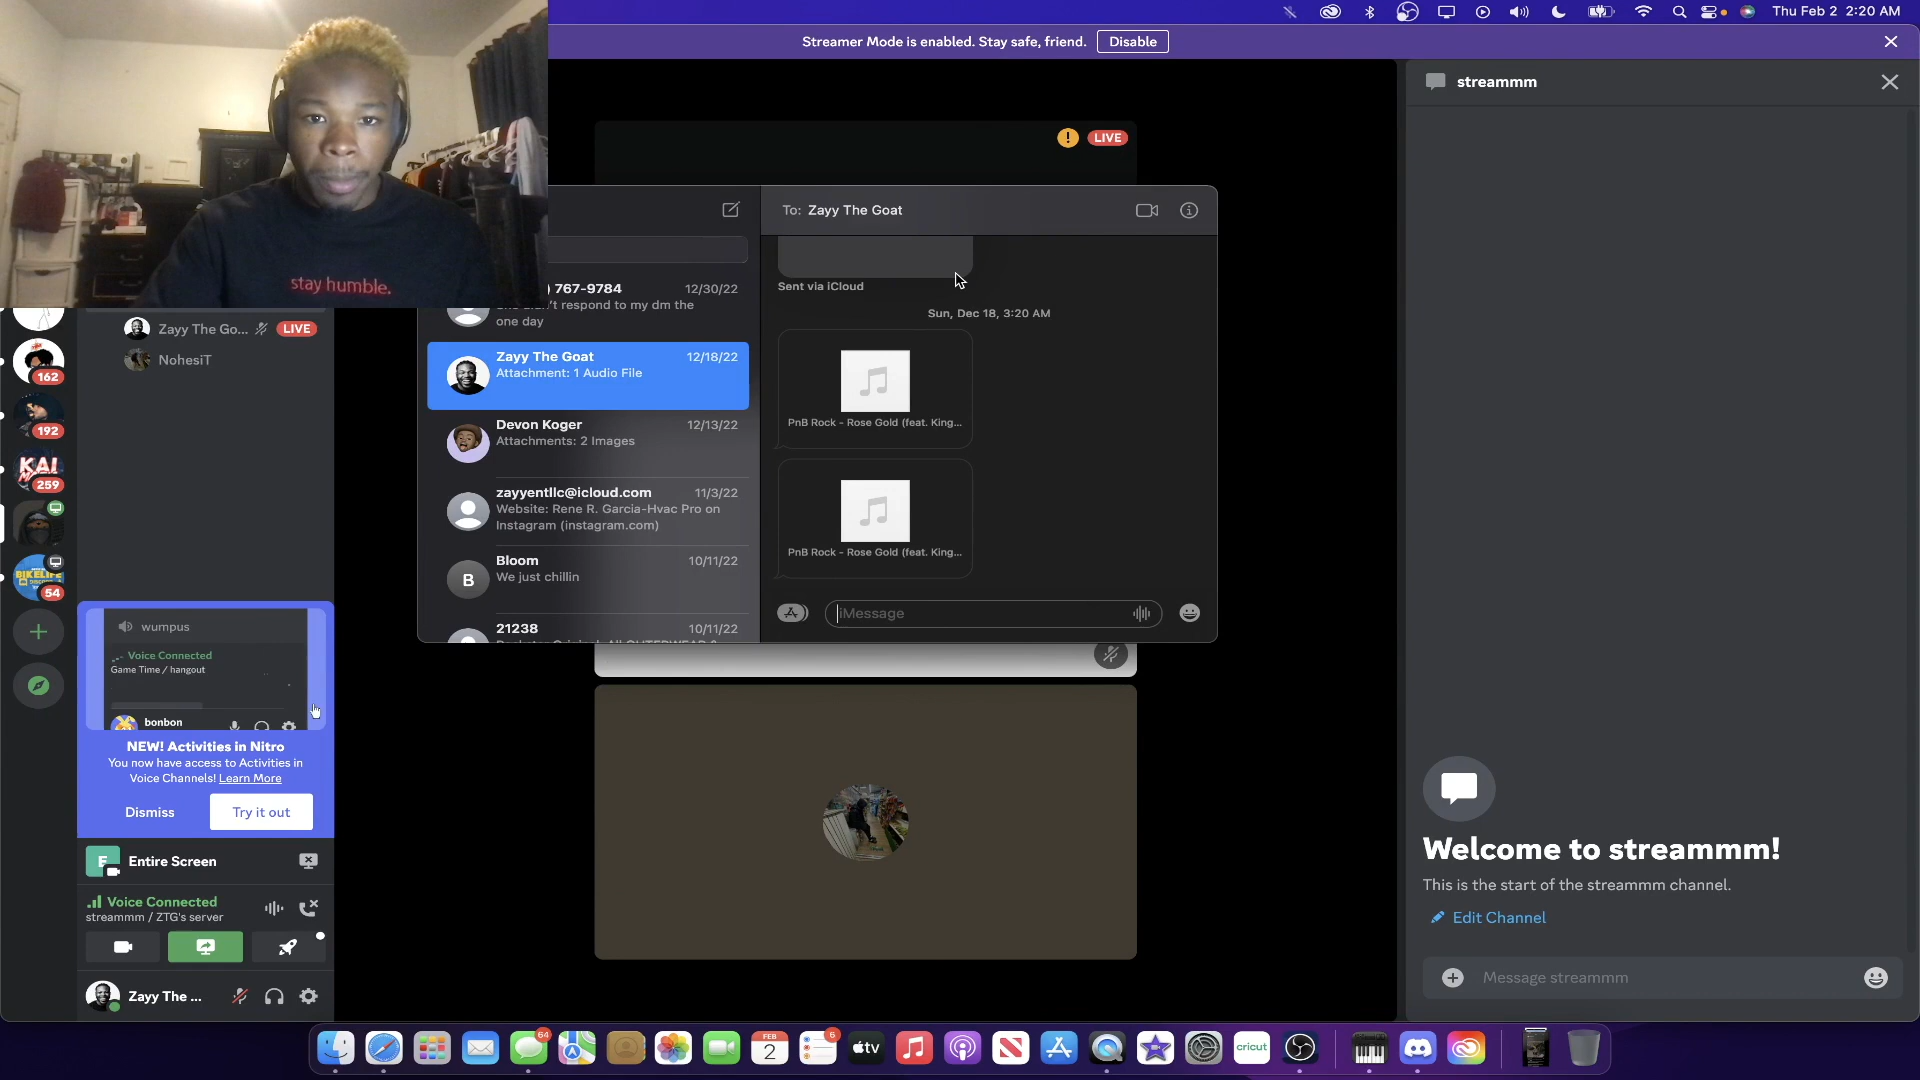 Thu Feb 2 2:20 AM
Streamer Mode is enabled. Stay safe, friend.
Disable
stay humble.
streammm
LIVE
To: Zayy The Goat
) 767-9784
12/30/22
't respond to my dm the
one day
Zayy The Goat
12/18/22
Attachment: 1 Audio File
Devon Koger
12/13/22
Attachments: 2 Images
zayyentllc@icloud.com
11/3/22
Website: Rene R. Garcia-Hvac Pro on
Instagram (instagram.com)
Bloom
10/11/22
We just chillin
B
21238
10/11/22
Sent via iCloud
Sun, Dec 18, 3:20 AM
PnB Rock - Rose Gold (feat. King...
PnB Rock - Rose Gold (feat. King...
iMessage
Zayy The Go...
LIVE
NohesiT
162
192
KAI
259
BIKELIFE
54
wumpus
Voice Connected
Game Time / hangout
bonbon
NEW! Activities in Nitro
You now have access to Activities in
Voice Channels! Learn More
Dismiss
Try it out
E
Entire Screen
Voice Connected
streammm / ZTG's server
Zayy The ...
Welcome to streammm!
This is the start of the streammm channel.
Edit Channel
Message streammm
64
FEB
2
6
tv
cricut